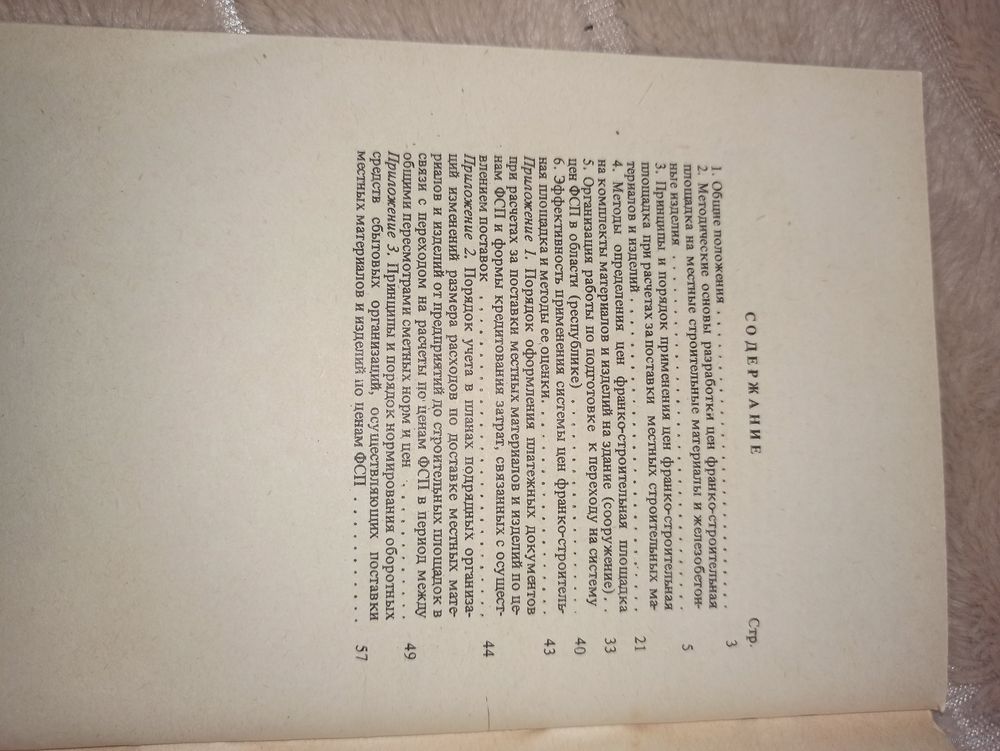 СОДЕРЖАНИЕ
Стр.
1. Общие положения . . . . . . . . . . . . . . . . . . . . . 3
2. Методические основы разработки цен франко-строительная
площадка на местные строительные материалы и железобетон-
ные изделия . . . . . . . . . . . . . . . . . . . . . . . . 5
3. Принципы и порядок применения цен франко-строительная
площадка при расчетах за поставки местных строительных ма-
териалов и изделий . . . . . . . . . . . . . . . . . . . . 21
4. Методы определения цен франко-строительная площадка
на комплекты материалов и изделий на здание (сооружение) . . 33
5. Организация работы по подготовке к переходу на систему
цен ФСП в области (республике) . . . . . . . . . . . . . . 40
6. Эффективность применения системы цен франко-строитель-
ная площадка и методы ее оценки . . . . . . . . . . . . . . 43
Приложение 1. Порядок оформления платежных документов
при расчетах за поставки местных материалов и изделий по це-
нам ФСП и формы кредитования затрат, связанных с осущест-
влением поставок . . . . . . . . . . . . . . . . . . . . . 44
Приложение 2. Порядок учета в планах подрядных организа-
ций изменений размера расходов по доставке местных мате-
риалов и изделий от предприятий до строительных площадок в
связи с переходом на расчеты по ценам ФСП в период между
общими пересмотрами сметных норм и цен . . . . . . . . . . 49
Приложение 3. Принципы и порядок нормирования оборотных
средств сбытовых организаций, осуществляющих поставки
местных материалов и изделий по ценам ФСП . . . . . . . . . 57